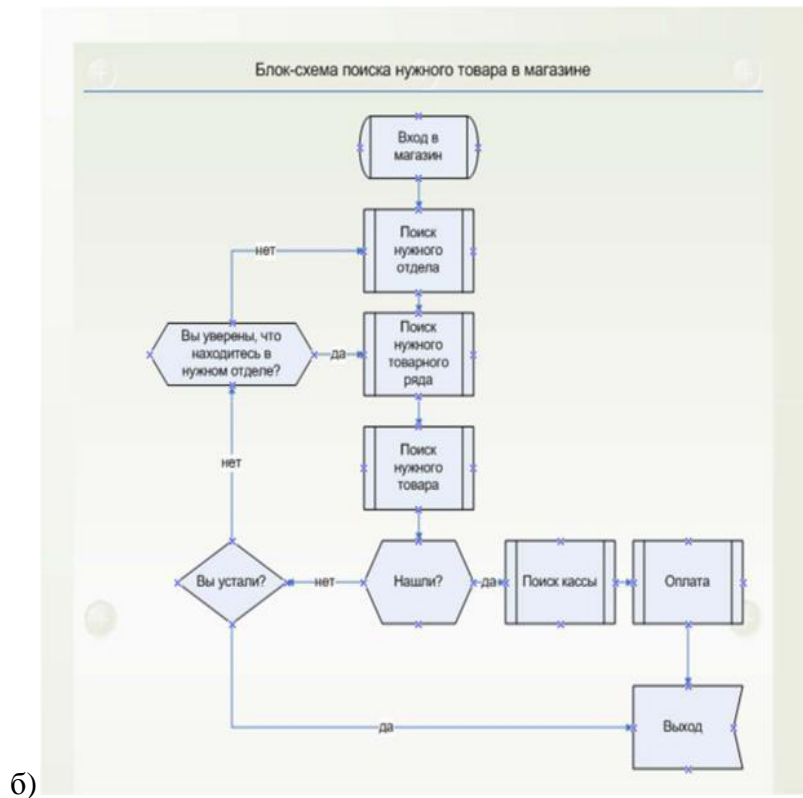 Блок-схема поиска нужного товара в магазине
Вход в
магазин
Поиск
нужного
отдела
нет
Вы уверены, что
находитесь в
нужном отделе?
да
Поиск
нужного
товарного
ряда
Поиск
нужного
товара
нет
Вы устали?
нет
Нашли?
да
Поиск кассы
Оплата
да
Выход
б)